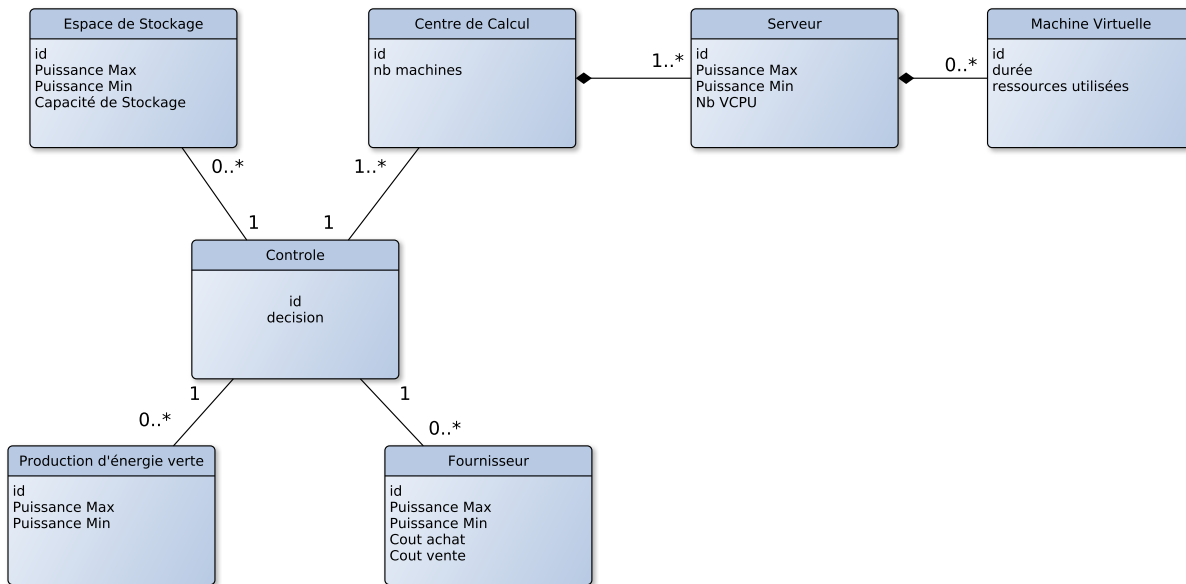 Espace de Stockage
id
Puissance Max
Puissance Min
Capacité de Stockage
Centre de Calcul
id
nb machines
1..*
Serveur
id
Puissance Max
Puissance Min
Nb VCPU
0..*
Machine Virtuelle
id
durée
ressources utilisées
0..*
1..*
1
1
Controle
id
decision
1
1
0..*
0..*
Production d'énergie verte
id
Puissance Max
Puissance Min
Fournisseur
id
Puissance Max
Puissance Min
Cout achat
Cout vente